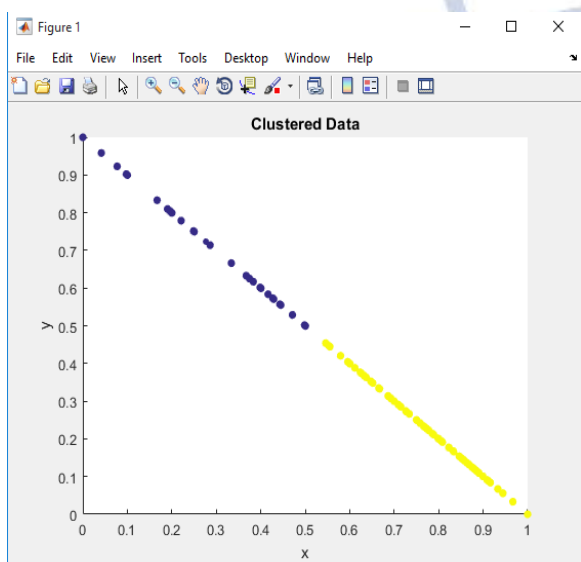 Figure 1
File Edit View Insert Tools Desktop Window Help
Clustered Data
1
0.9
0.8
0.7
0.6
y
0.5
0.4
0.3
0.2
0.1
0
0 0.1 0.2 0.3 0.4 0.5 0.6 0.7 0.8 0.9 1
x